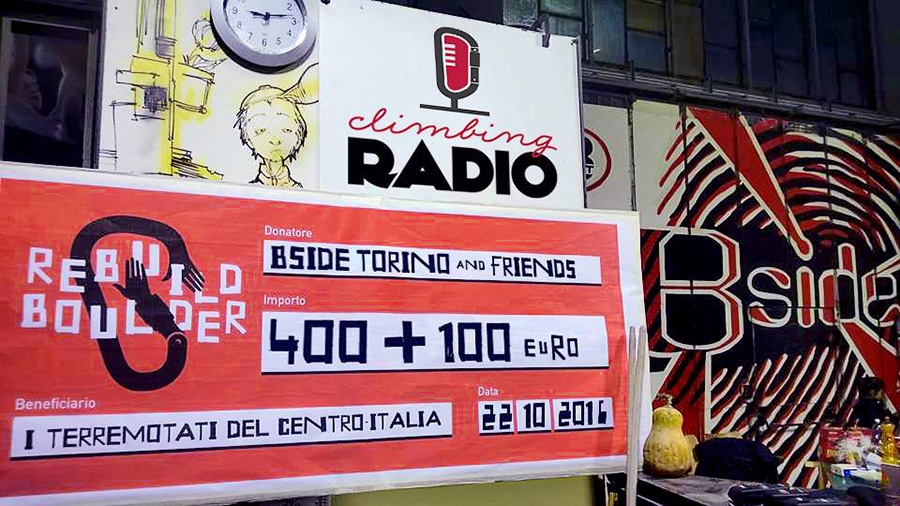 climbing
RADIO
REBUILD
BOULDER
Donatore
BSIDE TORINO AND FRIENDS
Importo
400 + 100 EURO
Beneficiario
I TERREMOTATI DEL CENTRO-ITALIA
Data
22 10 2016
Bside